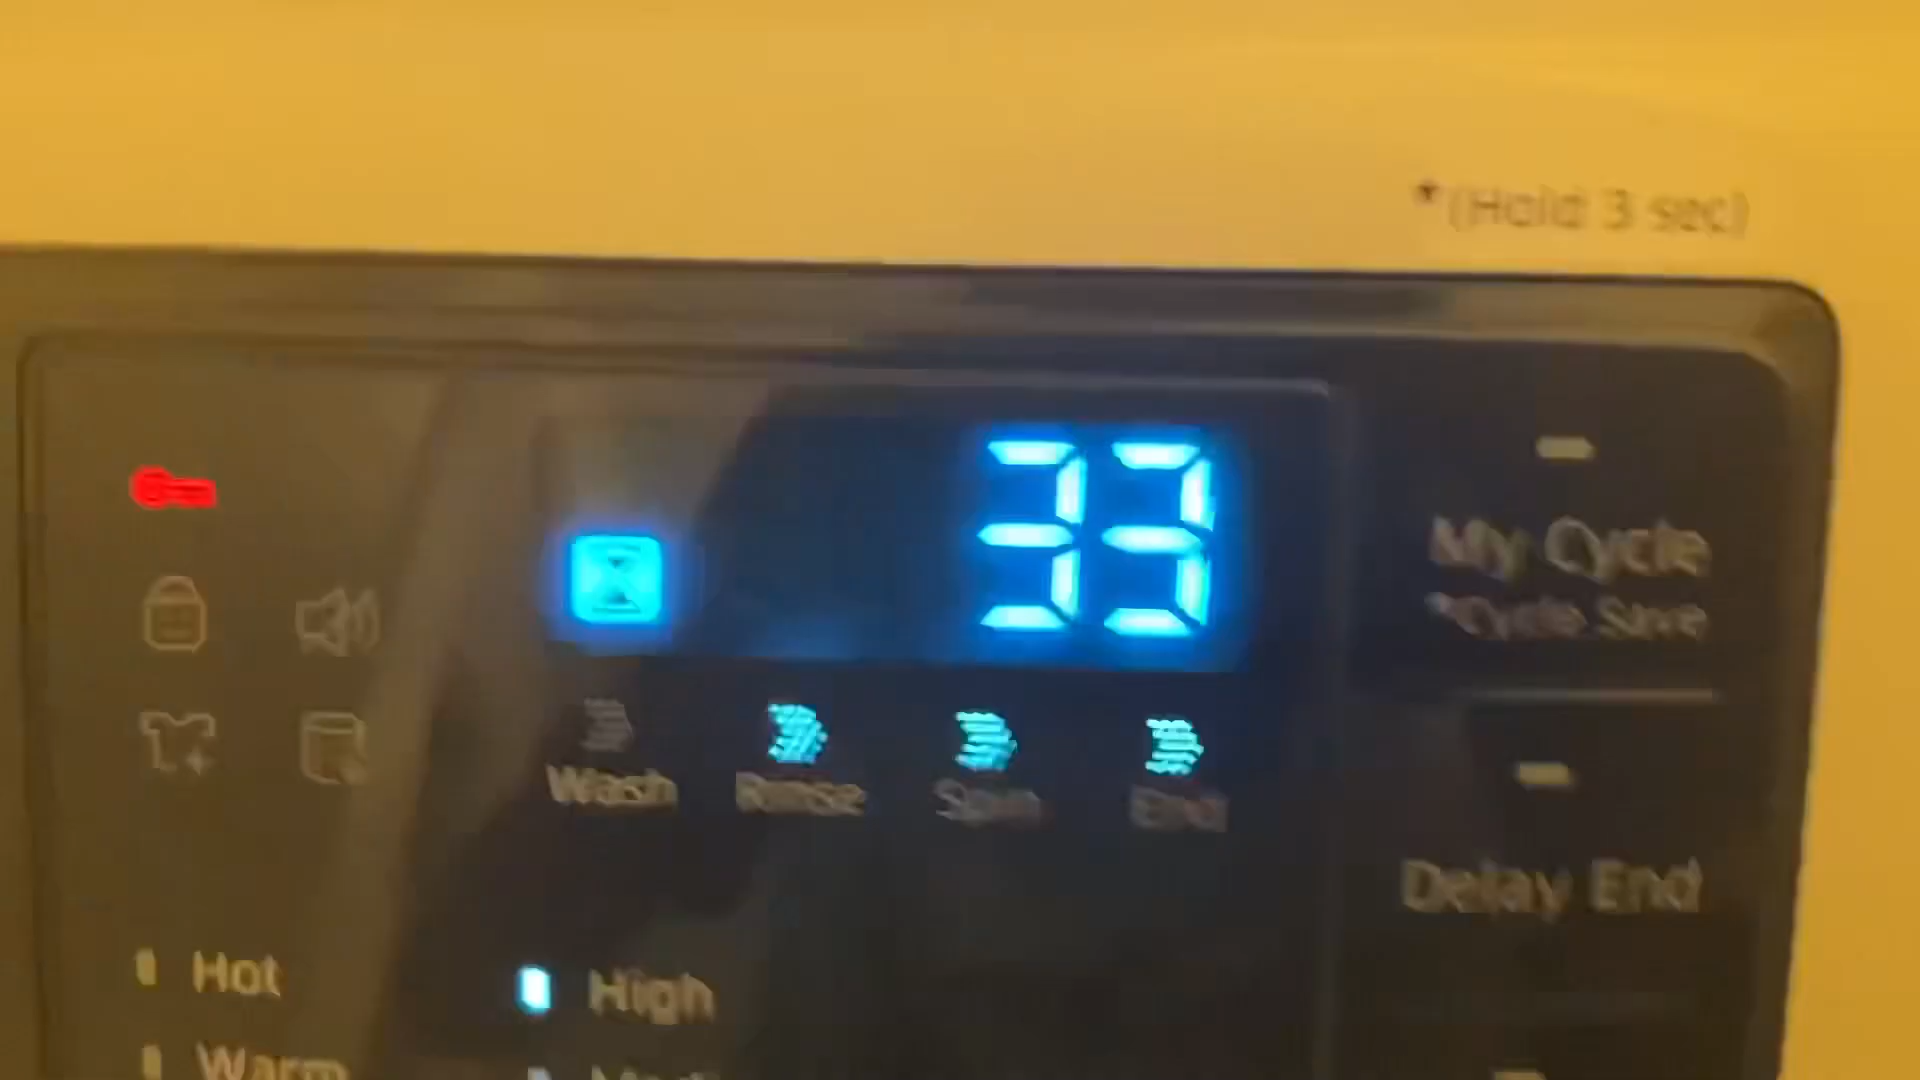 *(Hold 3 sec)
33
My Cycle
*Cycle Save
Wash Rinse Spin End
Delay End
Hot High
Warm